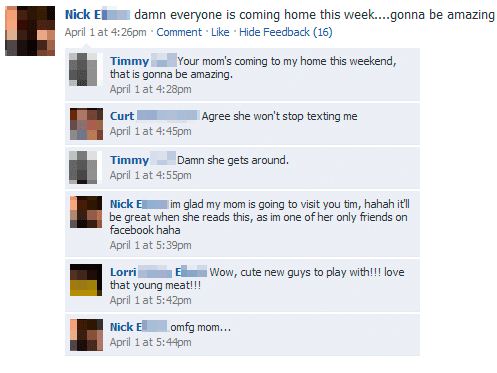 Nick E damn everyone is coming home this week....gonna be amazing
April 1 at 4:26pm · Comment · Like · Hide Feedback (16)
Timmy Your mom's coming to my home this weekend,
that is gonna be amazing.
April 1 at 4:28pm
Curt Agree she won't stop texting me
April 1 at 4:45pm
Timmy Damn she gets around.
April 1 at 4:55pm
Nick E im glad my mom is going to visit you tim, hahah it'll
be great when she reads this, as im one of her only friends on
facebook haha
April 1 at 5:39pm
Lorri E Wow, cute new guys to play with!!! love
that young meat!!!
April 1 at 5:42pm
Nick E omfg mom...
April 1 at 5:44pm